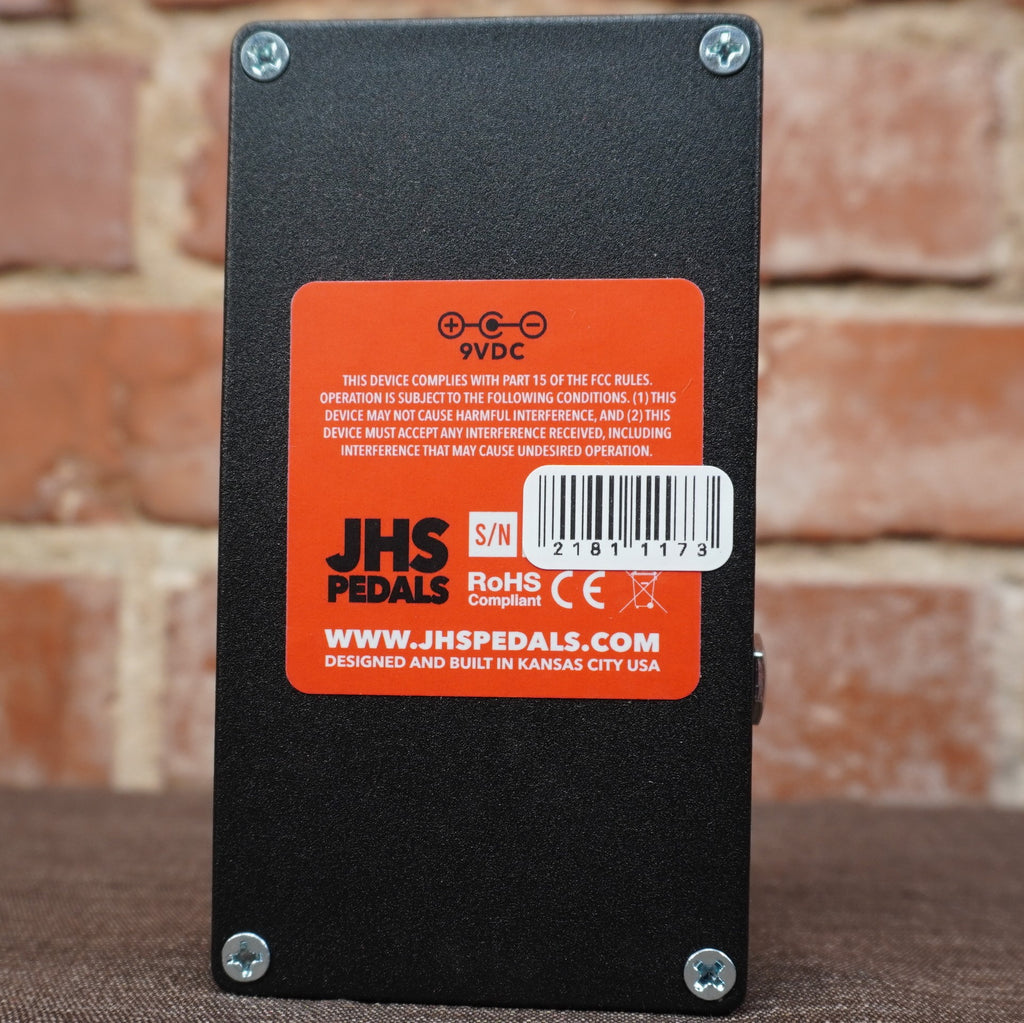 9VDC
THIS DEVICE COMPLIES WITH PART 15 OF THE FCC RULES.
OPERATION IS SUBJECT TO THE FOLLOWING CONDITIONS. (1) THIS
DEVICE MAY NOT CAUSE HARMFUL INTERFERENCE, AND (2) THIS
DEVICE MUST ACCEPT ANY INTERFERENCE RECEIVED, INCLUDING
INTERFERENCE THAT MAY CAUSE UNDESIRED OPERATION.
JHS
PEDALS
S/N
21811173
RoHS
Compliant
CE
WWW.JHSPEDALS.COM
DESIGNED AND BUILT IN KANSAS CITY USA